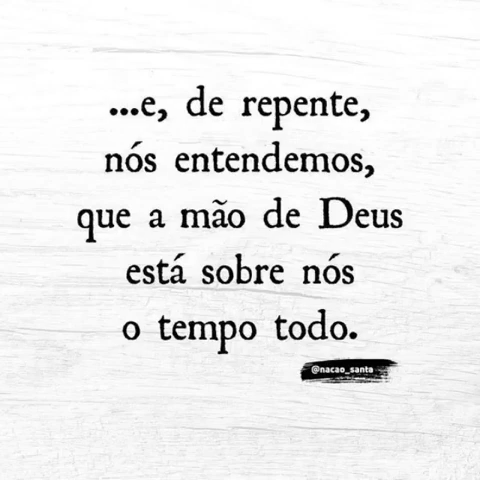 ...e, de repente,
nós entendemos,
que a mão de Deus
está sobre nós
o tempo todo.
@nacao_santa